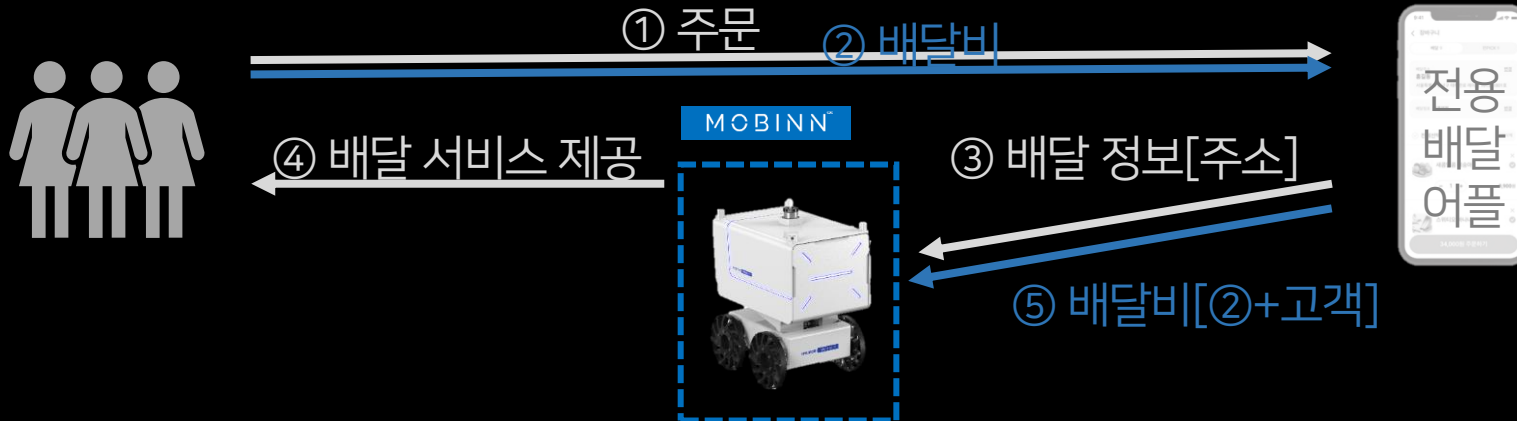 ① 주문
② 배달비
MOBINN
④ 배달 서비스 제공
③ 배달 정보[주소]
⑤ 배달비[②+고객]
전용
배달
어플